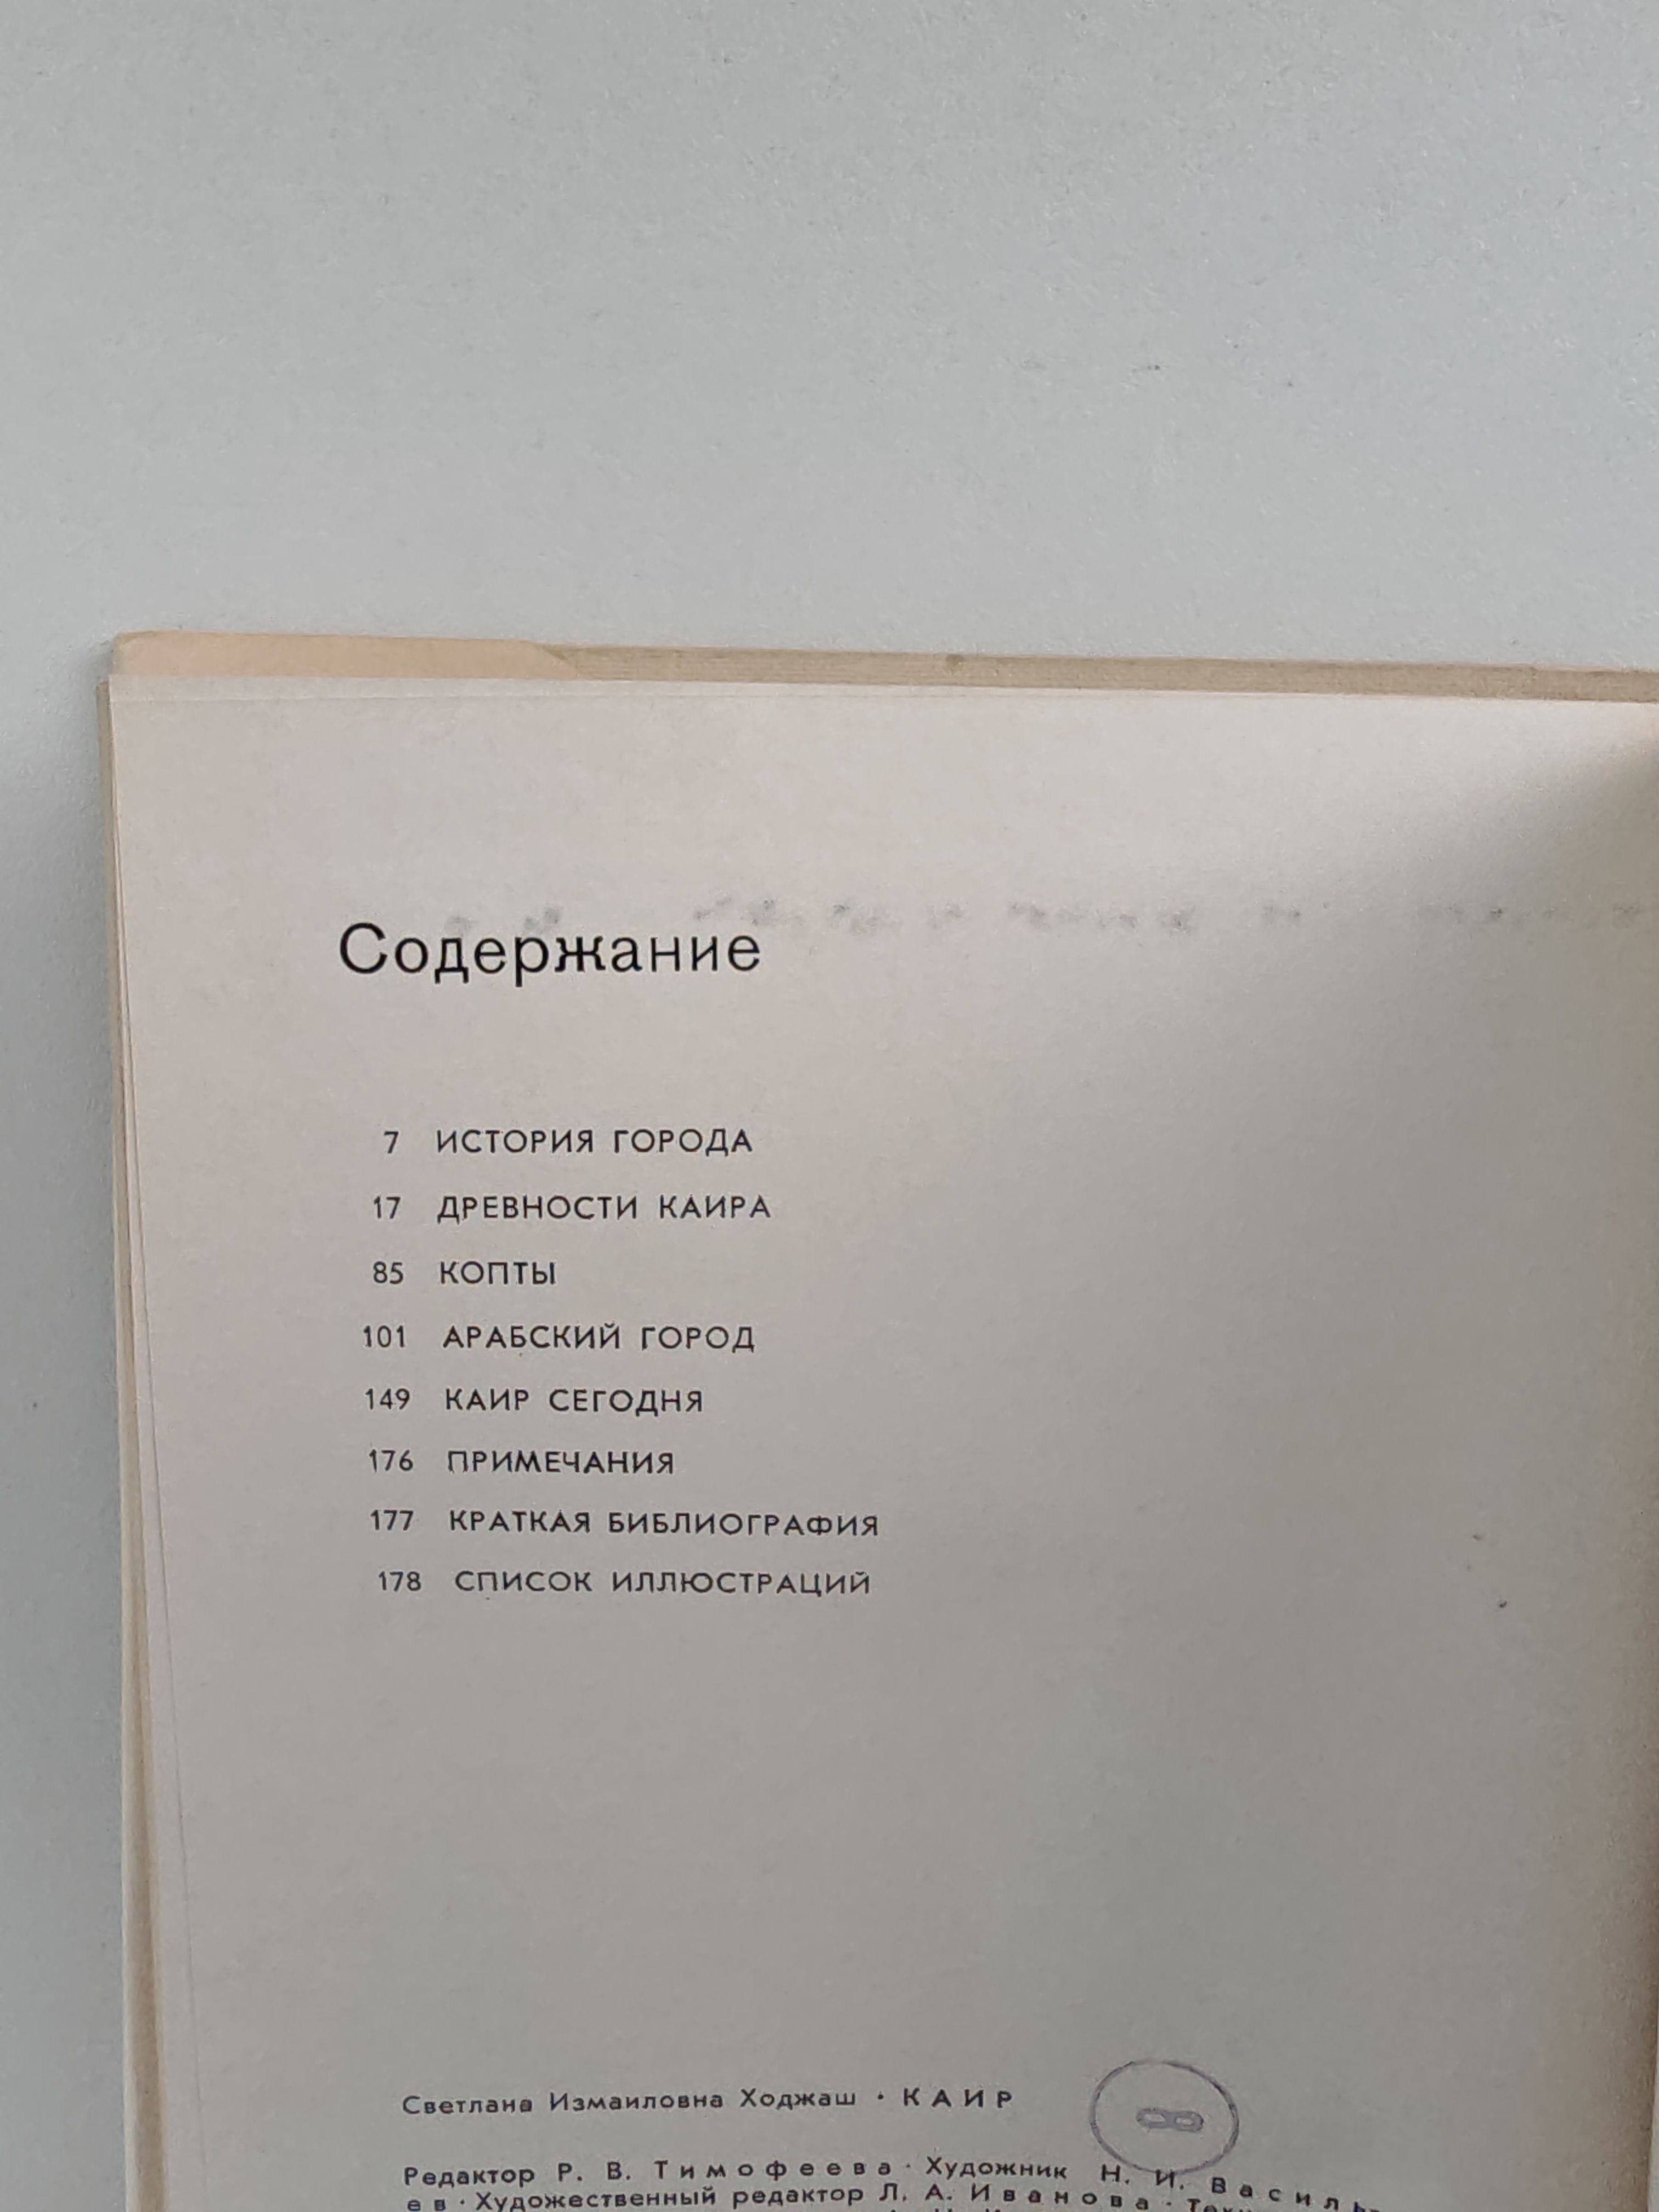 Содержание
7 ИСТОРИЯ ГОРОДА
17 ДРЕВНОСТИ КАИРА
85 КОПТЫ
101 АРАБСКИЙ ГОРОД
149 КАИР СЕГОДНЯ
176 ПРИМЕЧАНИЯ
177 КРАТКАЯ БИБЛИОГРАФИЯ
178 СПИСОК ИЛЛЮСТРАЦИЙ
Светлана Измаиловна Ходжаш · КАИР
Редактор Р. В. Тимофеева · Художник Н. И. Василь-
ев · Художественный редактор Л. А. Иванова ·